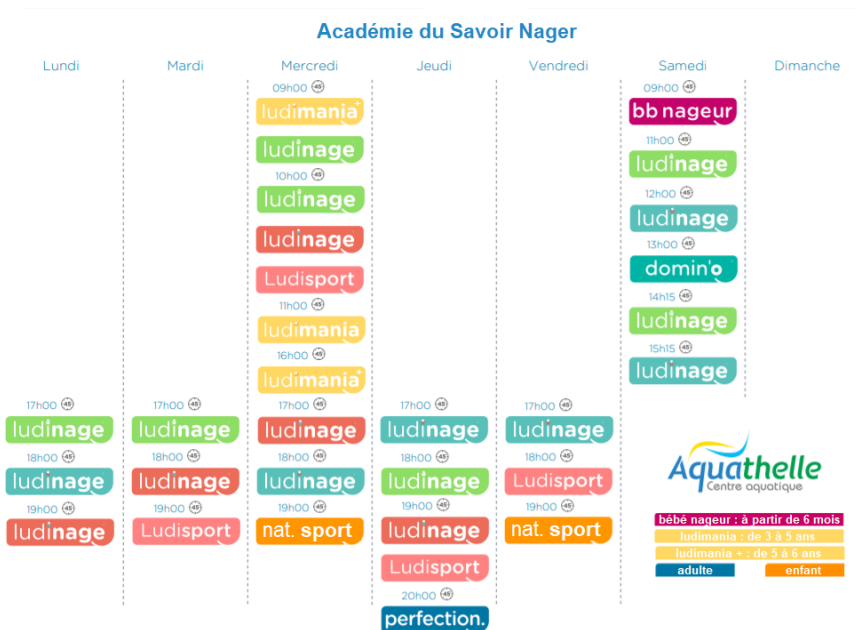 Académie du Savoir Nager
Lundi Mardi Mercredi Jeudi Vendredi Samedi Dimanche
09h00 45' 09h00 45'
ludimania+ bb nageur
ludinage 11h00 45'
10h00 45' ludinage
ludinage 12h00 45'
ludinage ludinage
13h00 45'
Ludisport domin'o
11h00 45' 14h15 45'
ludimania ludinage
16h00 45' 15h15 45'
ludimania+ ludinage
17h00 45' 17h00 45' 17h00 45' 17h00 45' 17h00 45'
ludinage ludinage ludinage ludinage ludinage
18h00 45' 18h00 45' 18h00 45' 18h00 45' 18h00 45'
ludinage ludinage ludinage ludinage Ludisport
19h00 45' 19h00 45' 19h00 45' 19h00 45' 19h00 45'
ludinage Ludisport nat. sport ludinage nat. sport
Ludisport
20h00 45'
perfection.
Aquathelle
Centre aquatique
bébé nageur : à partir de 6 mois
ludimania : de 3 à 5 ans
ludimania + : de 5 à 6 ans
adulte enfant